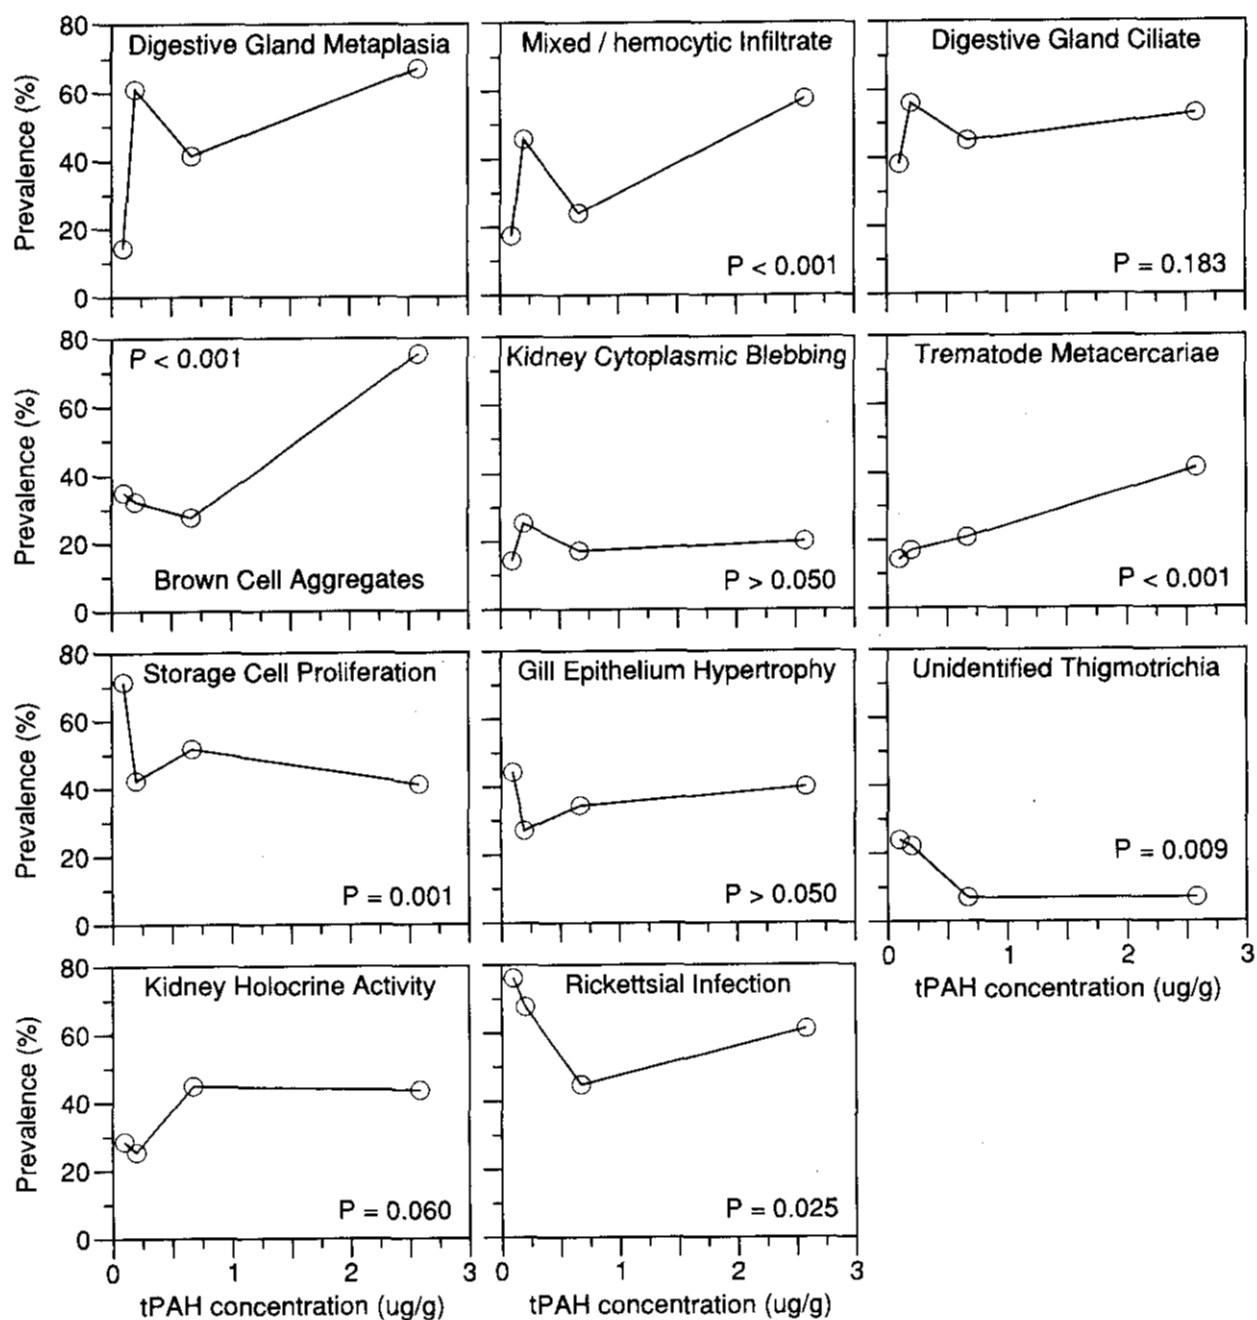 Digestive Gland Metaplasia
Mixed / hemocytic Infiltrate
Digestive Gland Ciliate
Prevalence (%)
80
60
40
20
0
P < 0.001
P = 0.183
P < 0.001
Kidney Cytoplasmic Blebbing
Trematode Metacercariae
Prevalence (%)
80
60
40
20
0
Brown Cell Aggregates
P > 0.050
P < 0.001
Storage Cell Proliferation
Gill Epithelium Hypertrophy
Unidentified Thigmotrichia
Prevalence (%)
80
60
40
20
0
P = 0.001
P > 0.050
P = 0.009
0 1 2 3
tPAH concentration (ug/g)
Kidney Holocrine Activity
Rickettsial Infection
Prevalence (%)
80
60
40
20
0
P = 0.060
P = 0.025
0 1 2 3
0 1 2 3
tPAH concentration (ug/g)
tPAH concentration (ug/g)